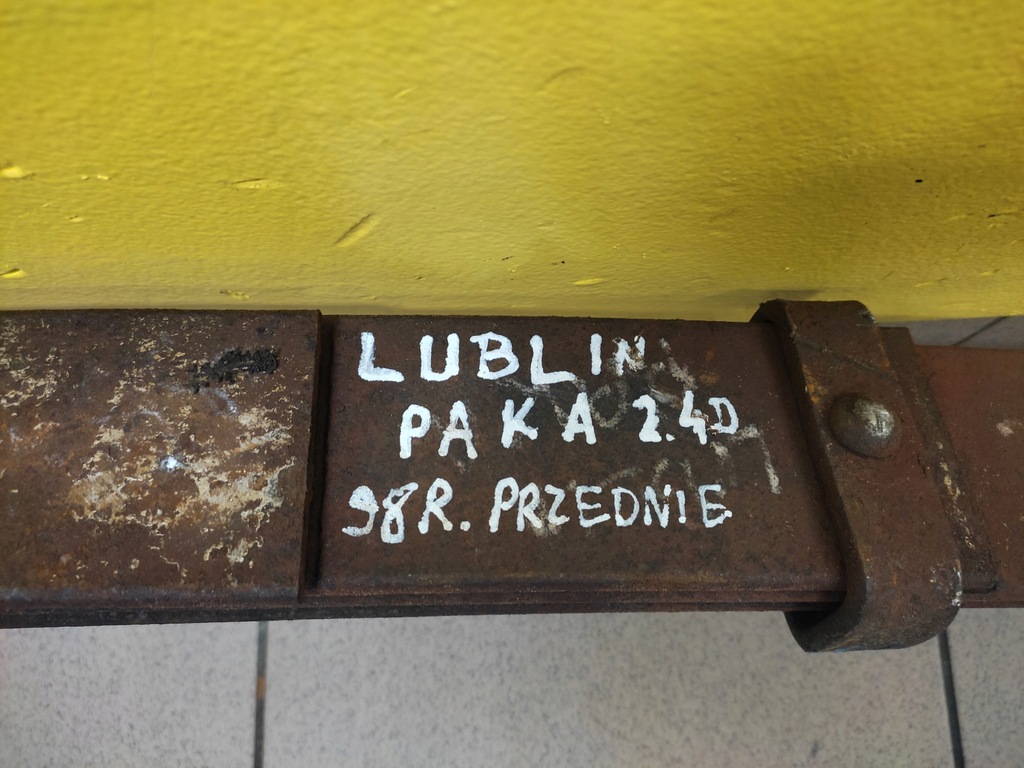 LUBLIN
PAKA 2.4D
98R. PRZEDNIE